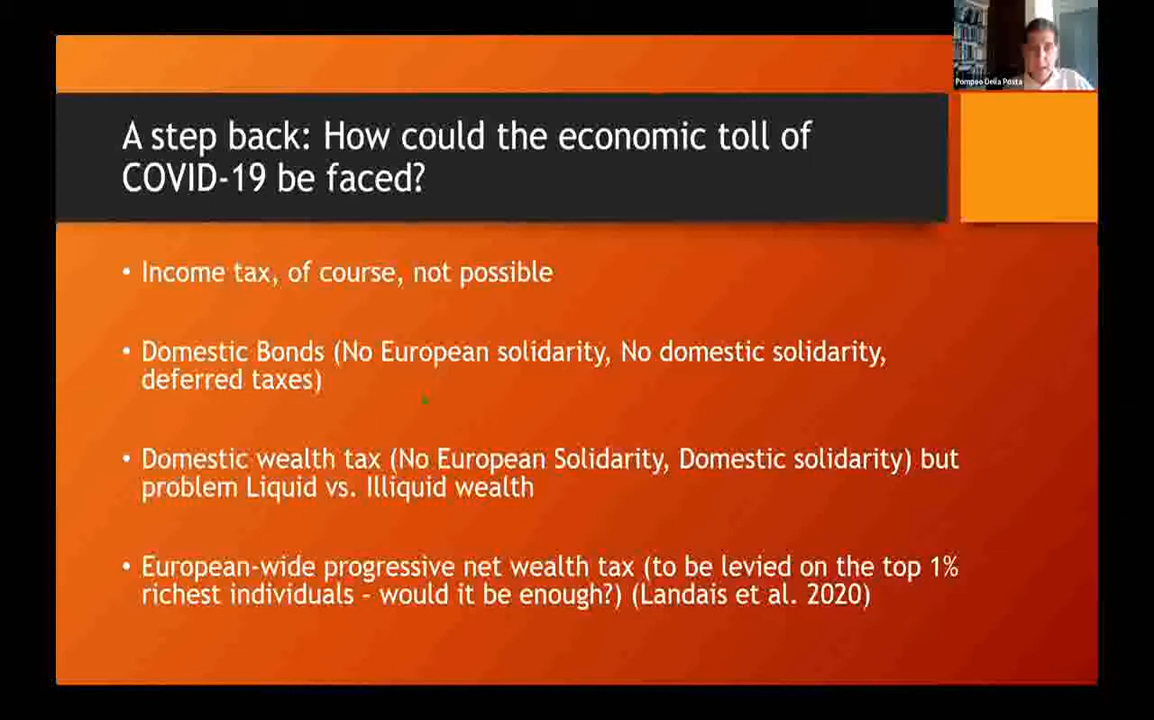 Pompeo Della Posta
A step back: How could the economic toll of
COVID-19 be faced?
• Income tax, of course, not possible
• Domestic Bonds (No European solidarity, No domestic solidarity,
deferred taxes)
• Domestic wealth tax (No European Solidarity, Domestic solidarity) but
problem Liquid vs. Illiquid wealth
• European-wide progressive net wealth tax (to be levied on the top 1%
richest individuals - would it be enough?) (Landais et al. 2020)